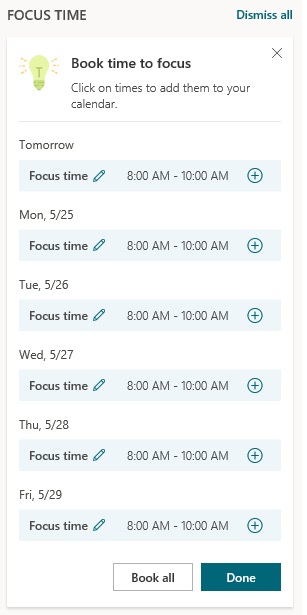 FOCUS TIME Dismiss all
Book time to focus
Click on times to add them to your
calendar.
Tomorrow
Focus time 8:00 AM - 10:00 AM
Mon, 5/25
Focus time 8:00 AM - 10:00 AM
Tue, 5/26
Focus time 8:00 AM - 10:00 AM
Wed, 5/27
Focus time 8:00 AM - 10:00 AM
Thu, 5/28
Focus time 8:00 AM - 10:00 AM
Fri, 5/29
Focus time 8:00 AM - 10:00 AM
Book all Done